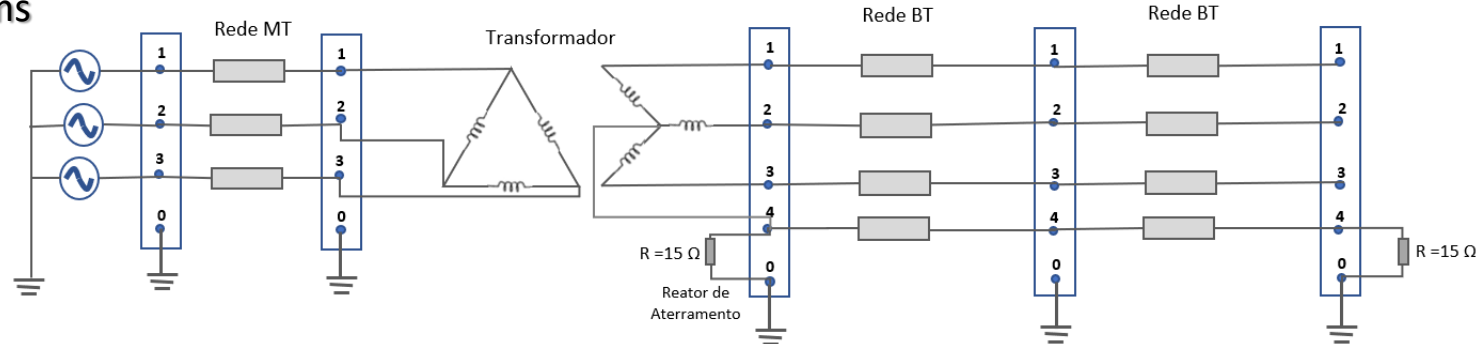 ns
Rede MT
Transformador
Rede BT
Rede BT
1
2
3
0
1
2
3
0
1
2
3
4
0
R =15 Ω
Reator de
Aterramento
1
2
3
4
0
1
2
3
4
0
R =15 Ω